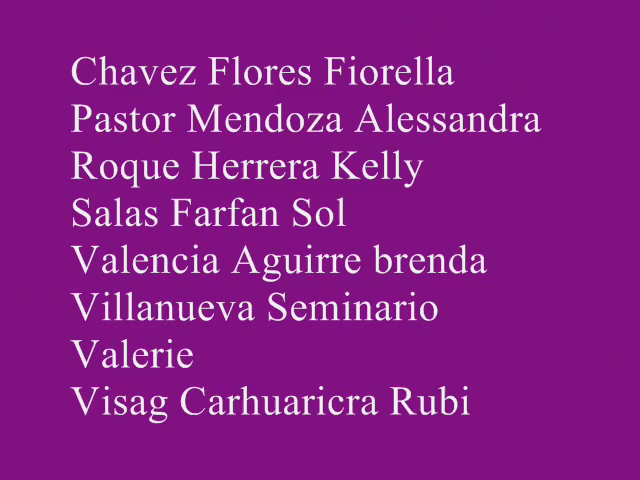 Chavez Flores Fiorella
Pastor Mendoza Alessandra
Roque Herrera Kelly
Salas Farfan Sol
Valencia Aguirre brenda
Villanueva Seminario
Valerie
Visag Carhuaricra Rubi